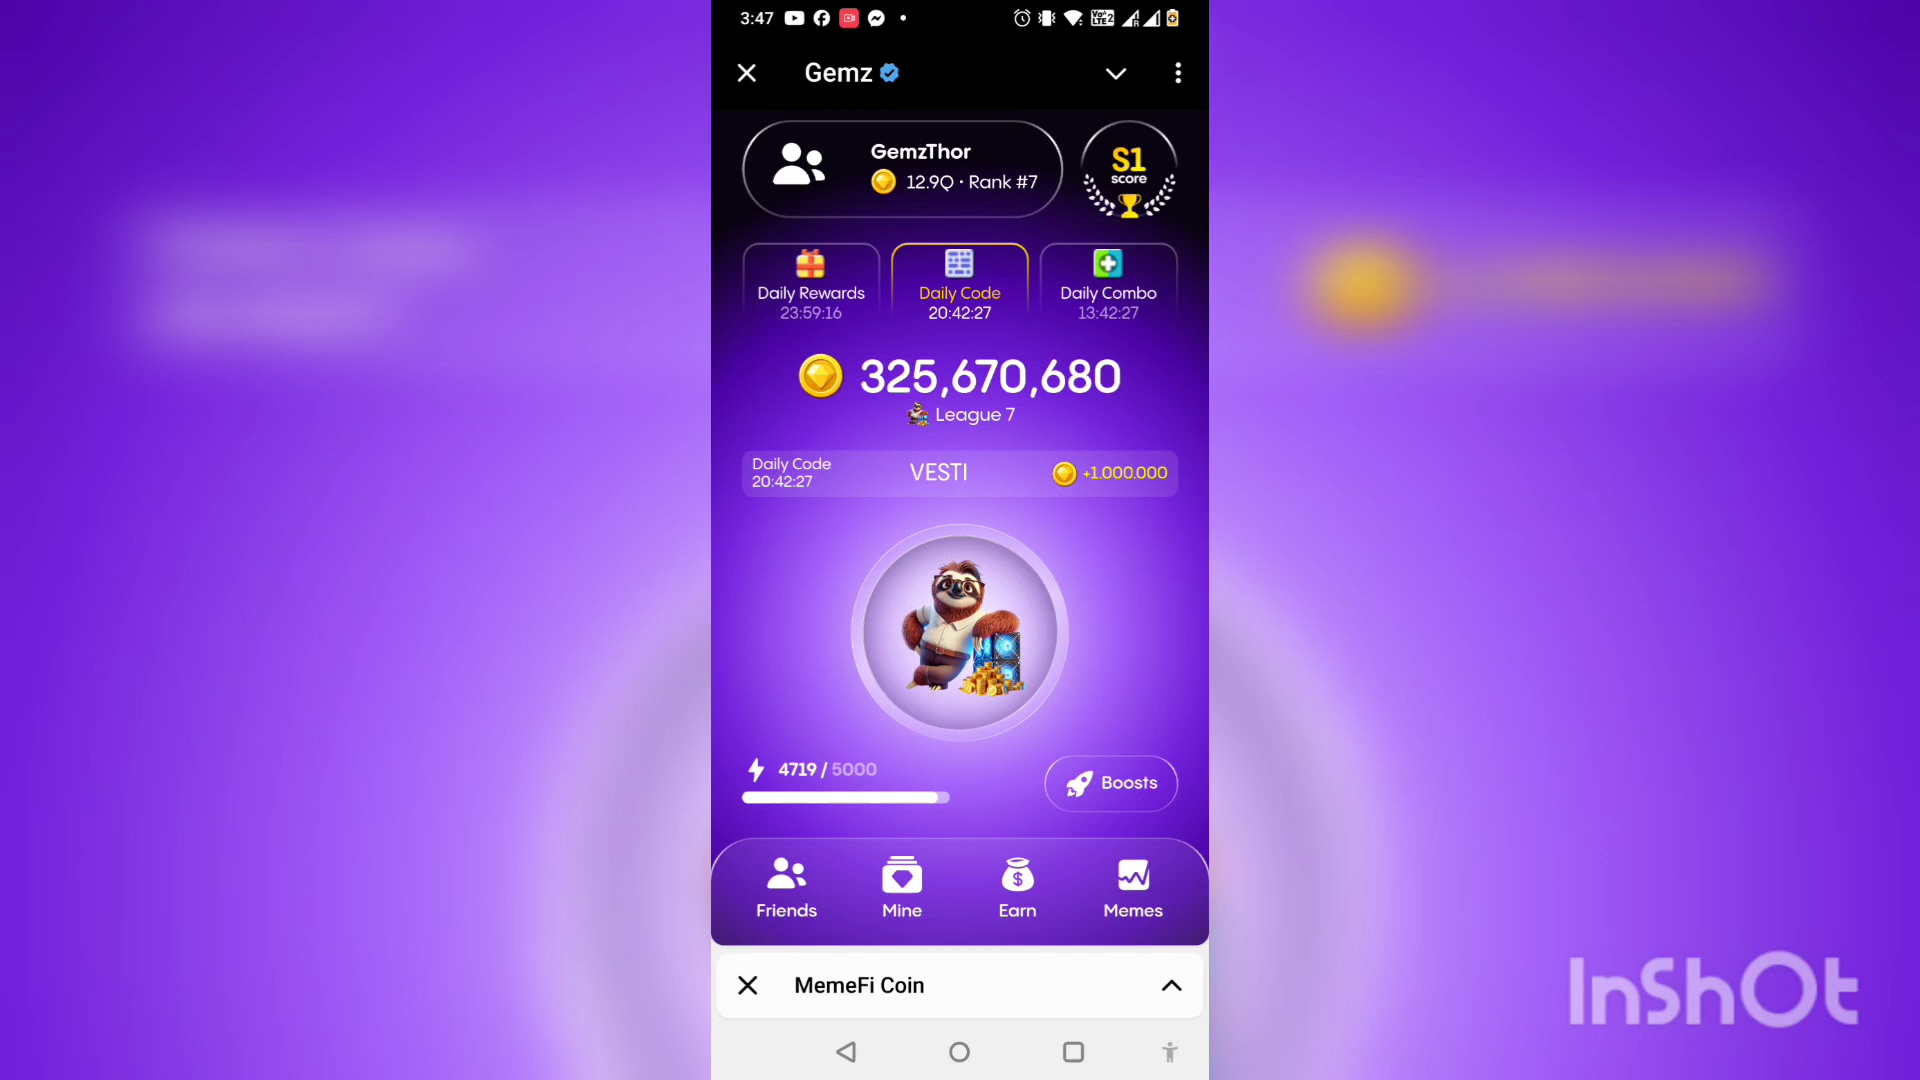 3:47
Gemz
GemzThor
12.9Q · Rank #7
S1
score
Daily Rewards
23:59:16
Daily Code
20:42:27
Daily Combo
13:42:27
325,670,680
League 7
Daily Code
20:42:27
VESTI
+1.000.000
4719 / 5000
Boosts
Friends
Mine
Earn
Memes
MemeFi Coin
InShOt